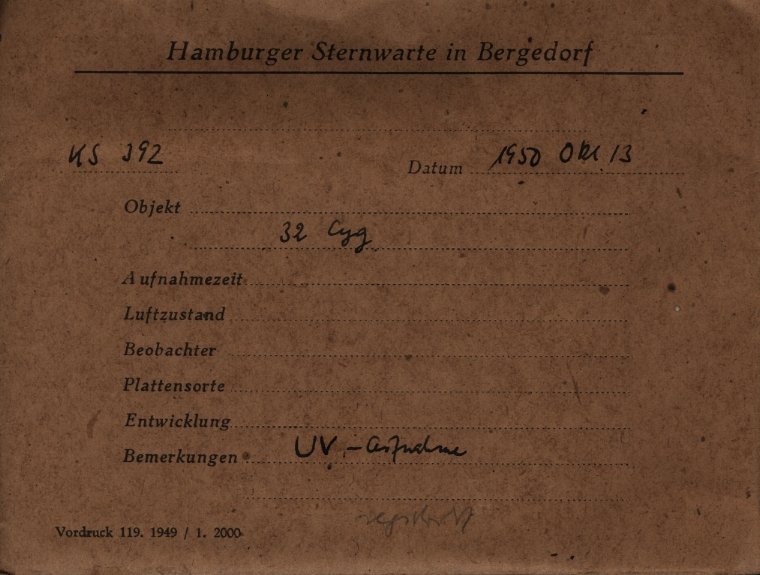 Hamburger Sternwarte in Bergedorf
KS 392 Datum 1950 Okt 13
Objekt
32 Cyg
Aufnahmezeit
Luftzustand
Beobachter
Plattensorte
Entwicklung
Bemerkungen UV-Aufnahme
Vordruck 119. 1949 / 1. 2000